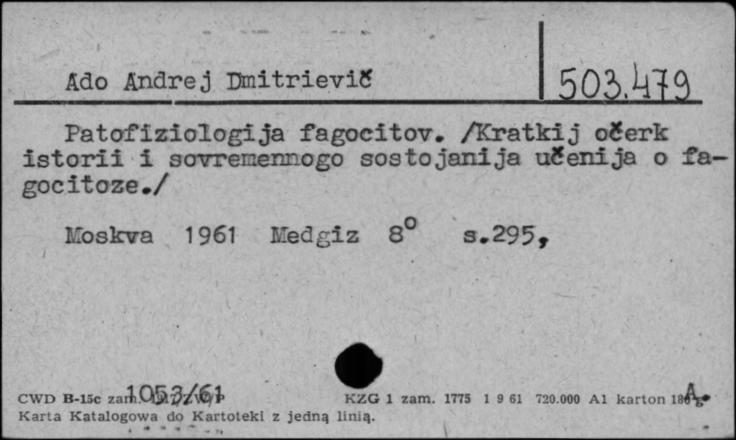 Ado Andrej Dmitrievič
503.479
Patofiziologija fagocitov. /Kratkij očerk
istorii i sovremennogo sostojanija učenija o fa-
gocitoze./
Moskva 1961 Medgiz 8° s.295,
1053/61
A.
CWD B-15c zam. KZG 1 zam. 1775 1 9 61 720.000 A1 karton 180 g
Karta Katalogowa do Kartoteki z jedną linią.